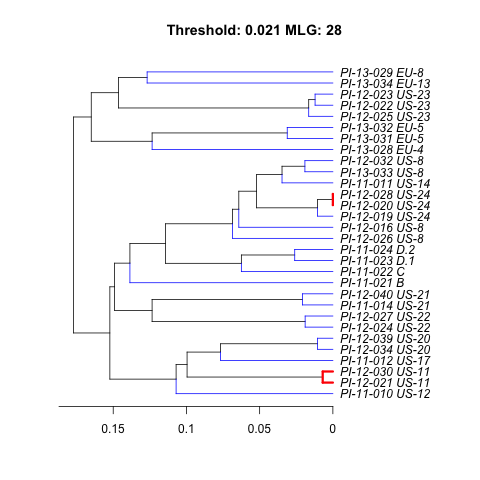 Threshold: 0.021 MLG: 28
PI-13-029 EU-8
PI-13-034 EU-13
PI-12-023 US-23
PI-12-022 US-23
PI-12-025 US-23
PI-13-032 EU-5
PI-13-031 EU-5
PI-13-028 EU-4
PI-12-032 US-8
PI-13-033 US-8
PI-11-011 US-14
PI-12-028 US-24
PI-12-020 US-24
PI-12-019 US-24
PI-12-016 US-8
PI-12-026 US-8
PI-11-024 D.2
PI-11-023 D.1
PI-11-022 C
PI-11-021 B
PI-12-040 US-21
PI-11-014 US-21
PI-12-027 US-22
PI-12-024 US-22
PI-12-039 US-20
PI-12-034 US-20
PI-11-012 US-17
PI-12-030 US-11
PI-12-021 US-11
PI-11-010 US-12
0.15 0.1 0.05 0